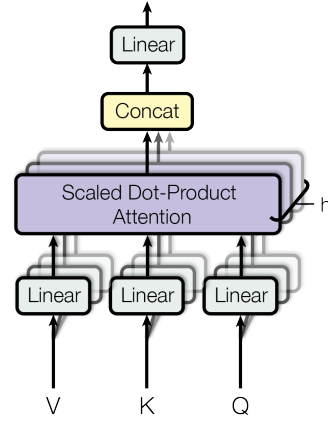 Linear
Concat
Scaled Dot-Product
Attention
h
Linear
Linear
Linear
V
K
Q